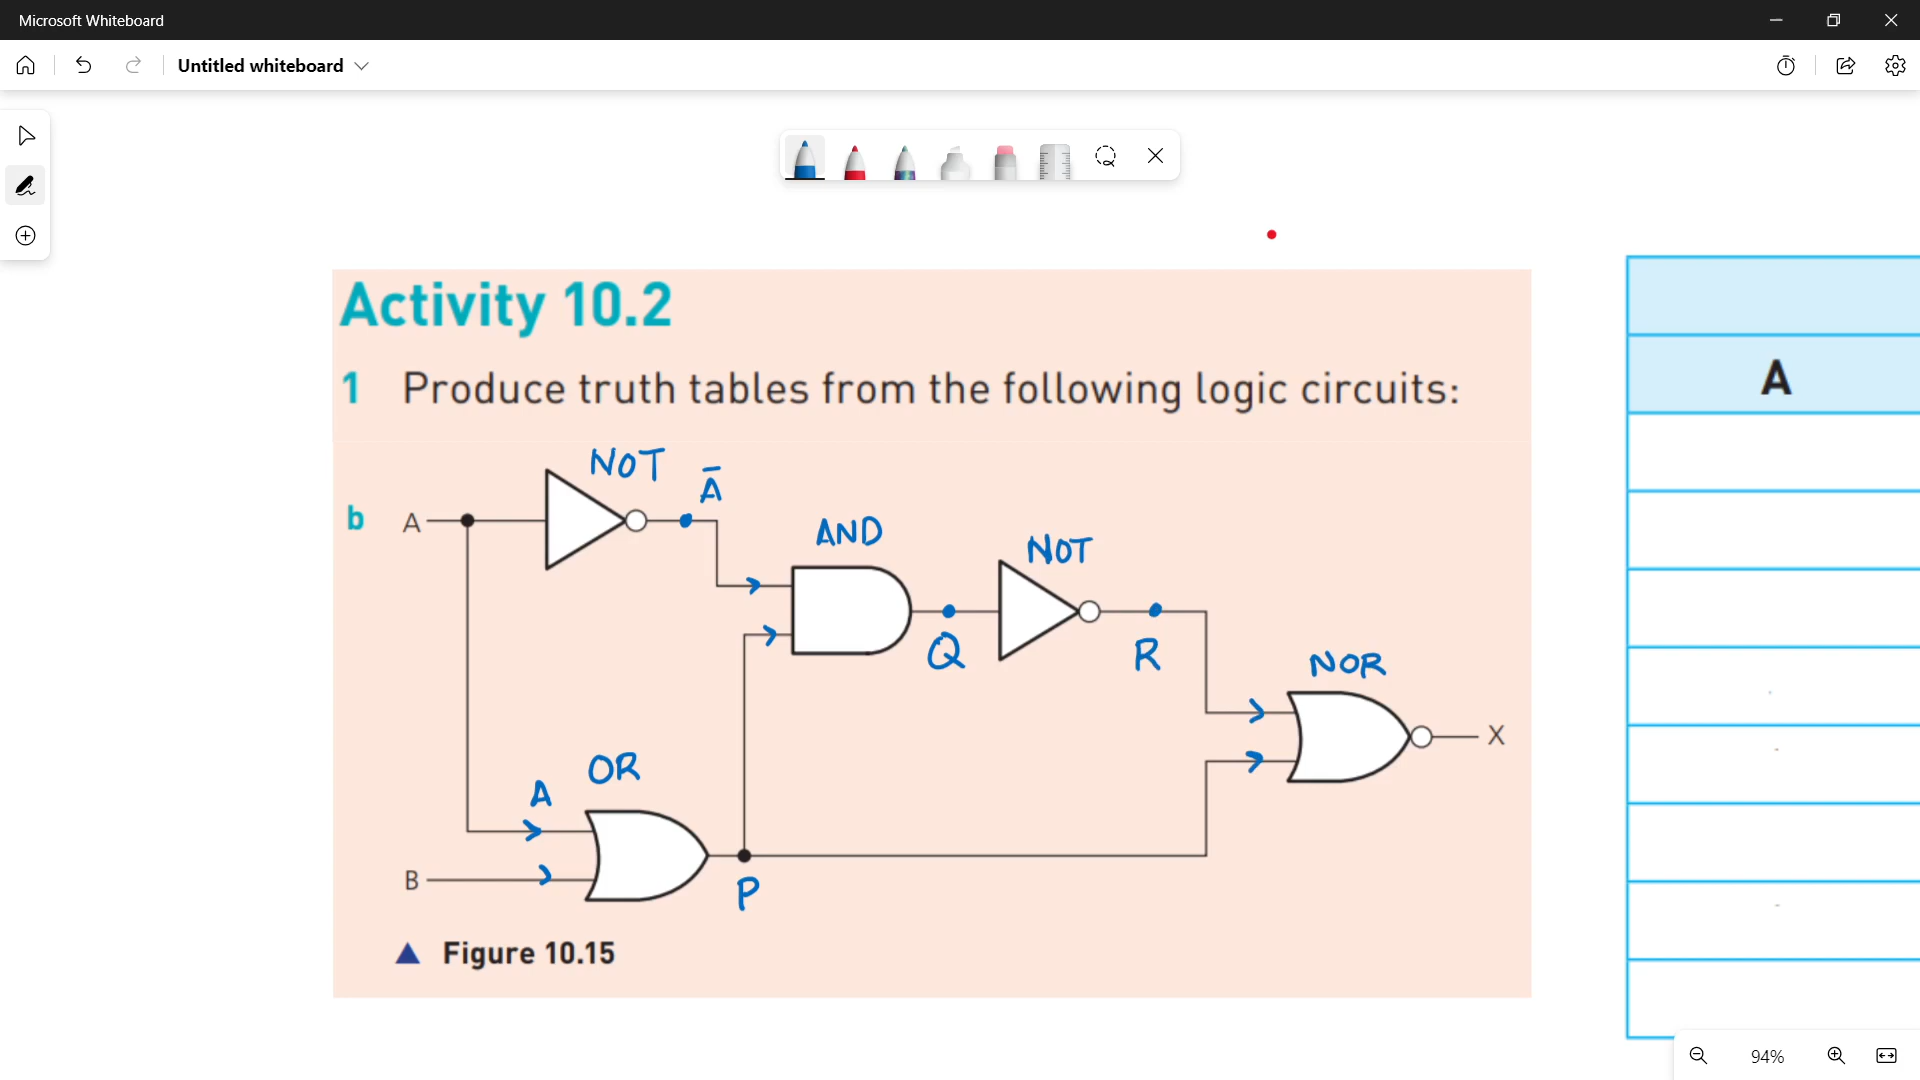 Microsoft Whiteboard
Untitled whiteboard
Activity 10.2
1 Produce truth tables from the following logic circuits:
A
NOT
Ā
b A
AND
NOT
Q
R
NOR
X
OR
A
B
P
Figure 10.15
94%